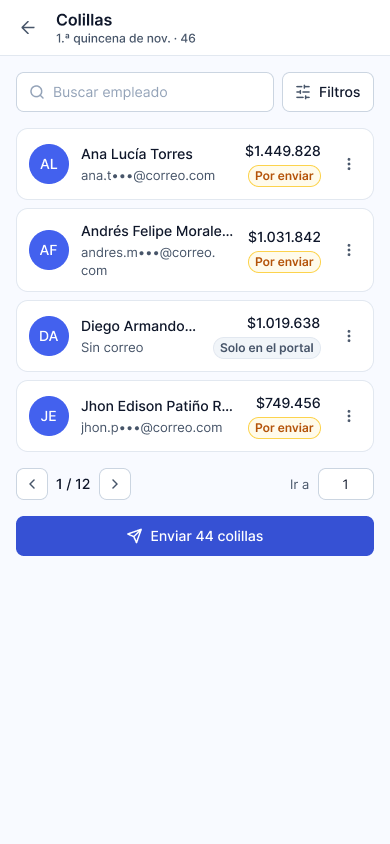 Colillas
1.ª quincena de nov. · 46
Buscar empleado
Filtros
AL
Ana Lucía Torres
ana.t•••@correo.com
$1.449.828
Por enviar
AF
Andrés Felipe Morale...
andres.m•••@correo.
com
$1.031.842
Por enviar
DA
Diego Armando...
Sin correo
$1.019.638
Solo en el portal
JE
Jhon Edison Patiño R...
jhon.p•••@correo.com
$749.456
Por enviar
1 / 12
Ir a
1
Enviar 44 colillas